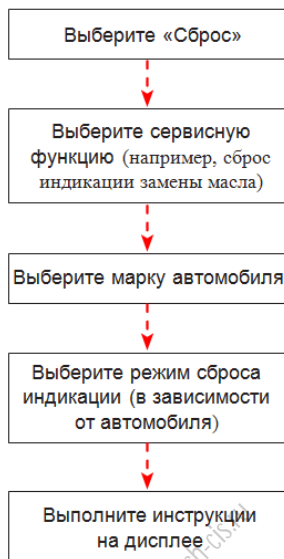 Выберите «Сброс»
Выберите сервисную
функцию (например, сброс
индикации замены масла)
Выберите марку автомобиля
Выберите режим сброса
индикации (в зависимости
от автомобиля)
Выполните инструкции
на дисплее